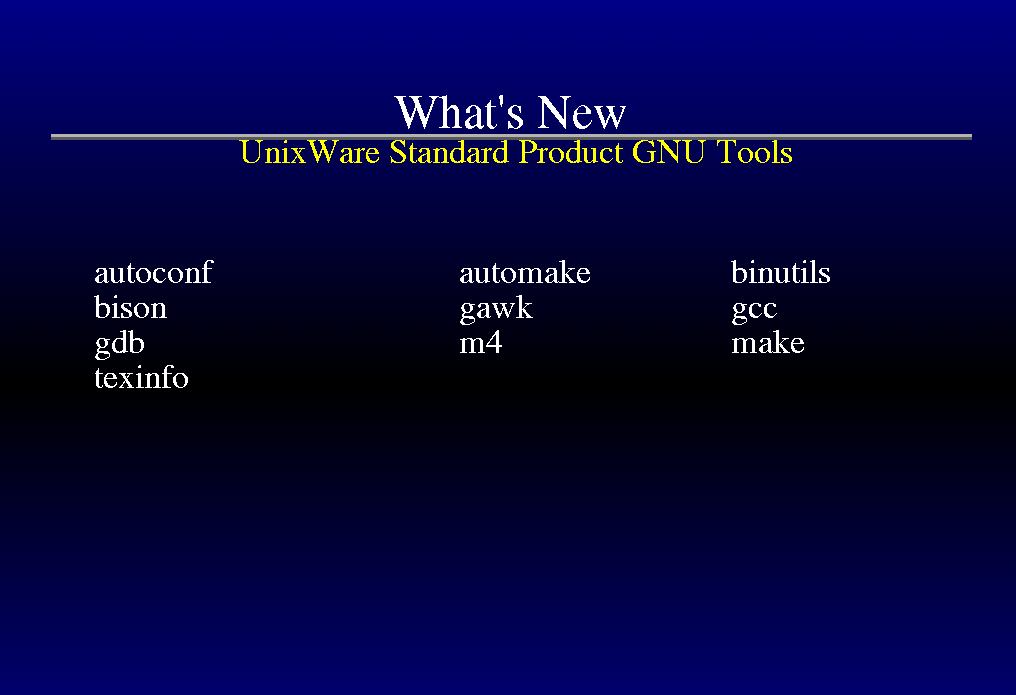 What's New
UnixWare Standard Product GNU Tools
autoconf automake binutils
bison gawk gcc
gdb m4 make
texinfo